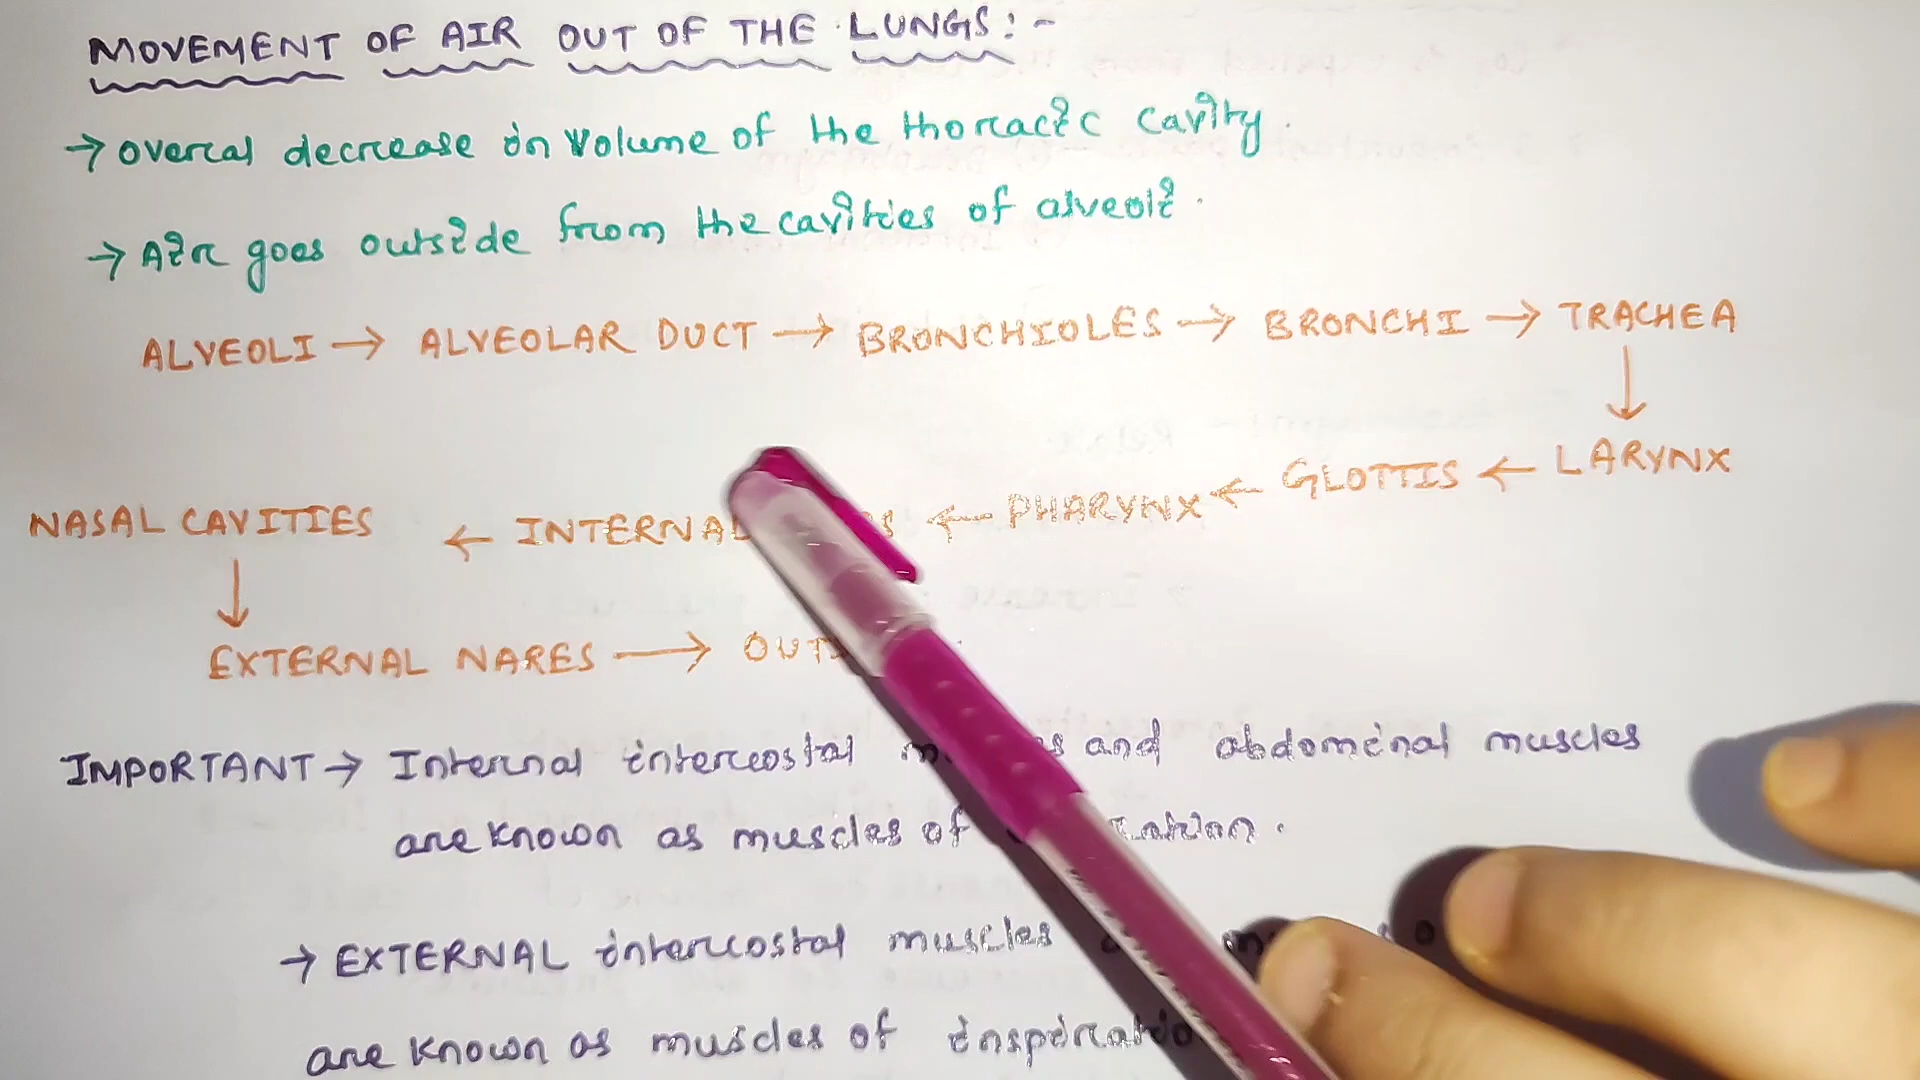 MOVEMENT OF AIR OUT OF THE LUNGS:-
→ overal decrease in volume of the thoracic cavity.
→ Air goes outside from the cavities of alveoli.
ALVEOLI → ALVEOLAR DUCT → BRONCHIOLES → BRONCHI → TRACHEA
↓
NASAL CAVITIES ← INTERNAL ← PHARYNX ← GLOTTIS ← LARYNX
↓
EXTERNAL NARES →
IMPORTANT → Internal intercostal and abdominal muscles
are known as muscles of
→ EXTERNAL intercostal muscles
are known as muscles of inspiration